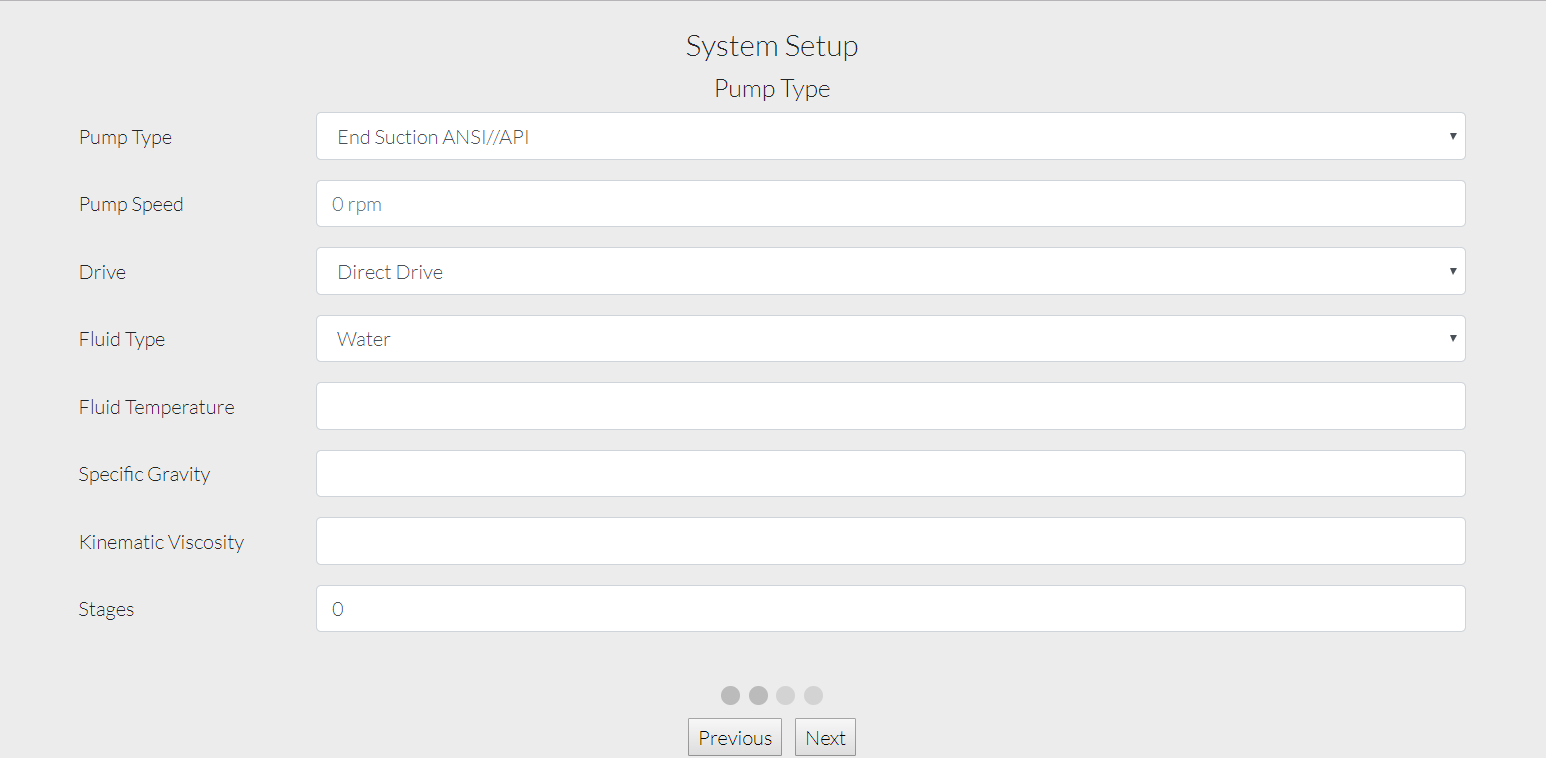 System Setup
Pump Type
Pump Type End Suction ANSI//API
Pump Speed 0 rpm
Drive Direct Drive
Fluid Type Water
Fluid Temperature
Specific Gravity
Kinematic Viscosity
Stages 0
Previous Next